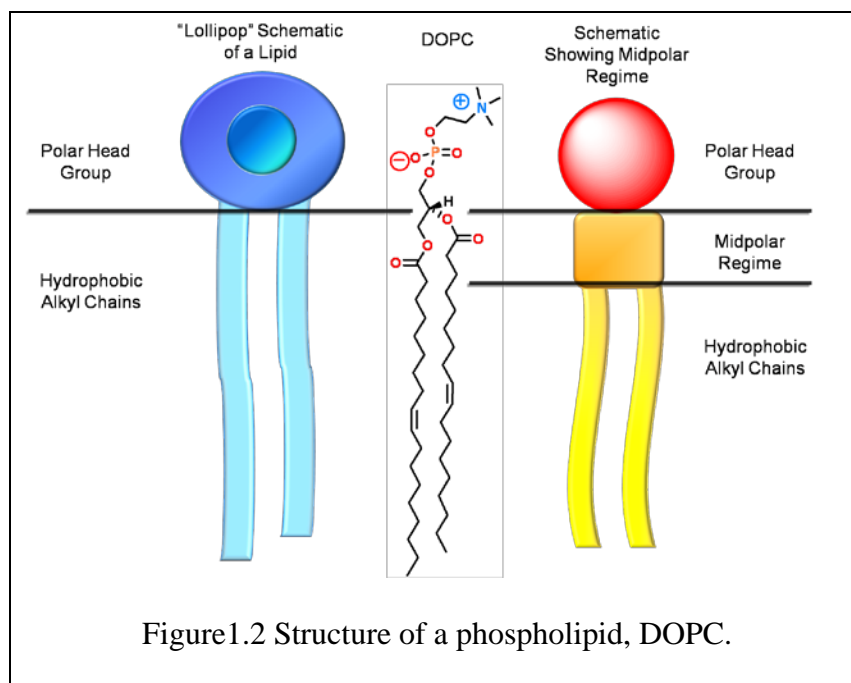 "Lollipop" Schematic
of a Lipid
DOPC
Schematic
Showing Midpolar
Regime
Polar Head
Group
Hydrophobic
Alkyl Chains
N
O
O
P
O
O
H
O
O
O
O
Polar Head
Group
Midpolar
Regime
Hydrophobic
Alkyl Chains
Figure1.2 Structure of a phospholipid, DOPC.